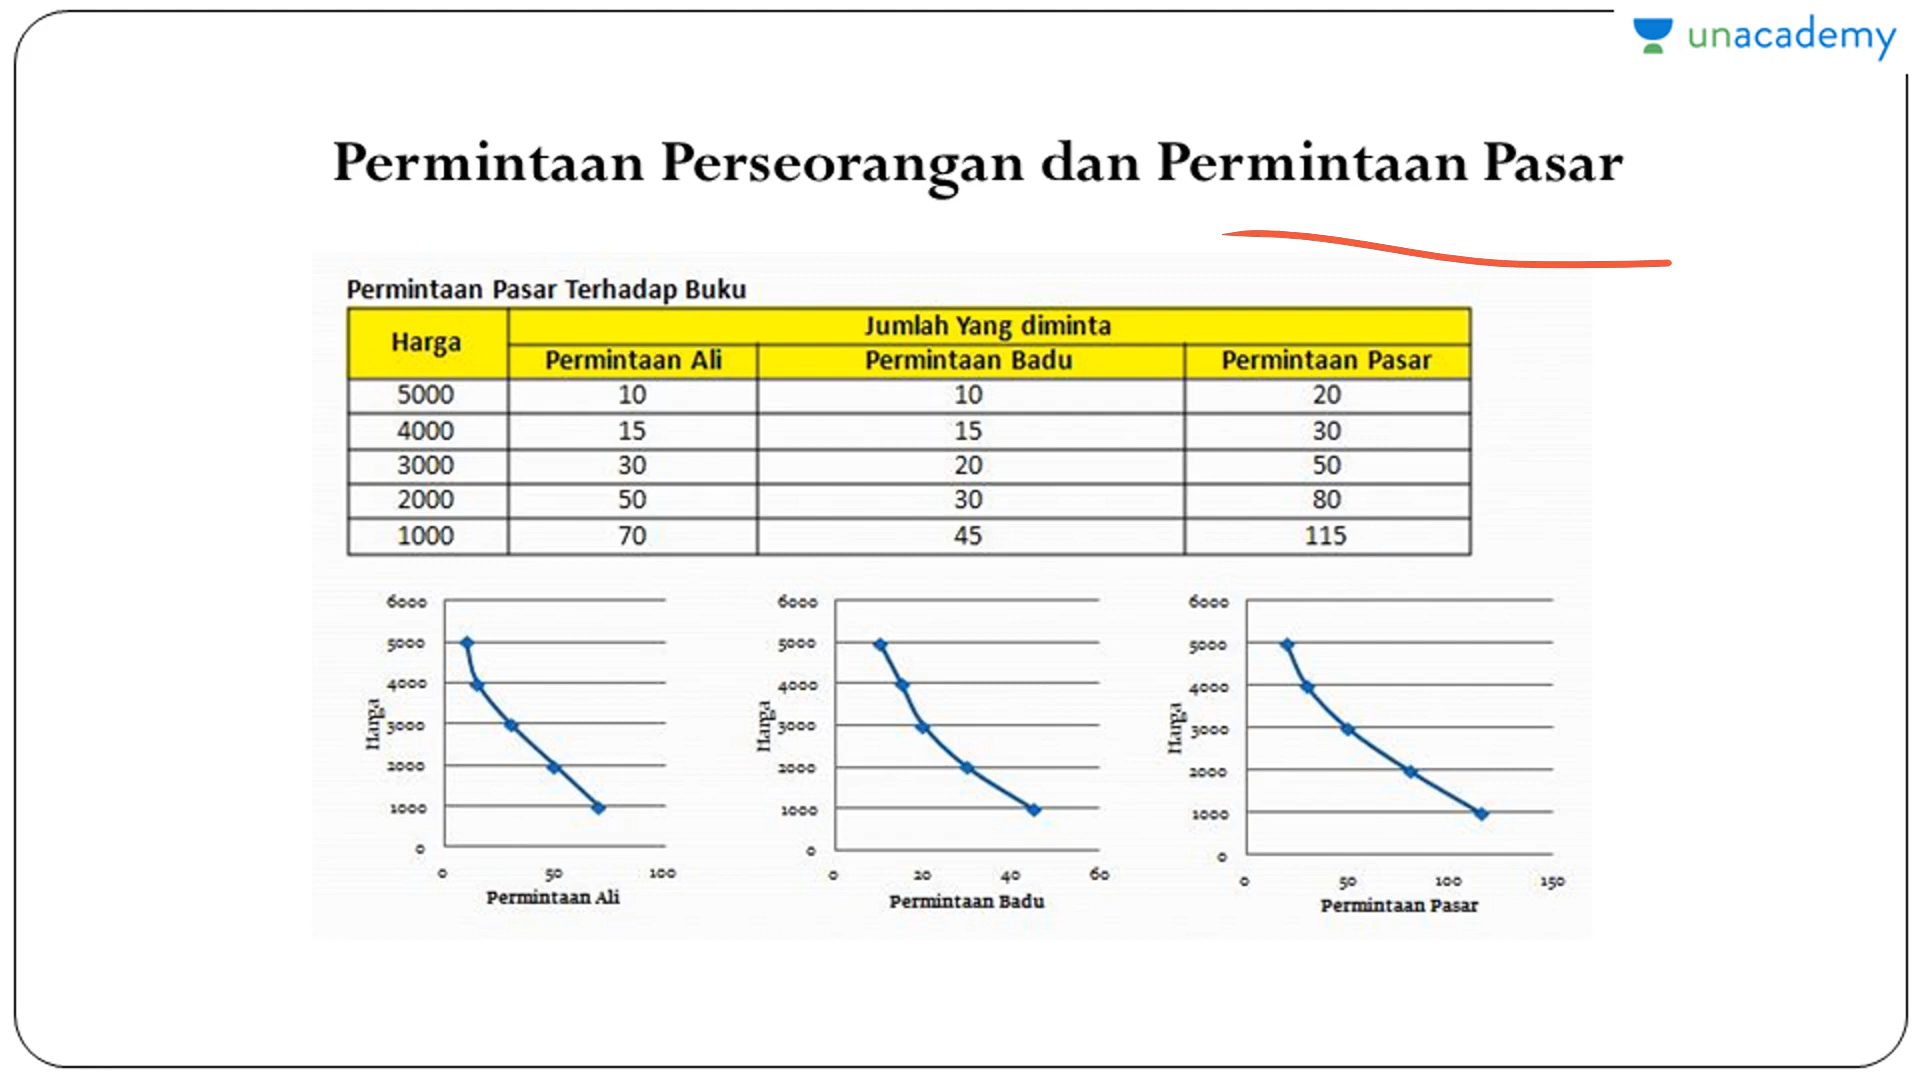 unacademy
Permintaan Perseorangan dan Permintaan Pasar
Permintaan Pasar Terhadap Buku
Harga Jumlah Yang diminta
Permintaan Ali Permintaan Badu Permintaan Pasar
5000 10 10 20
4000 15 15 30
3000 30 20 50
2000 50 30 80
1000 70 45 115
6000
5000
4000
3000
2000
1000
0
Harga
0 50 100
Permintaan Ali
6000
5000
4000
3000
2000
1000
0
Harga
0 20 40 60
Permintaan Badu
6000
5000
4000
3000
2000
1000
0
Harga
0 50 100 150
Permintaan Pasar